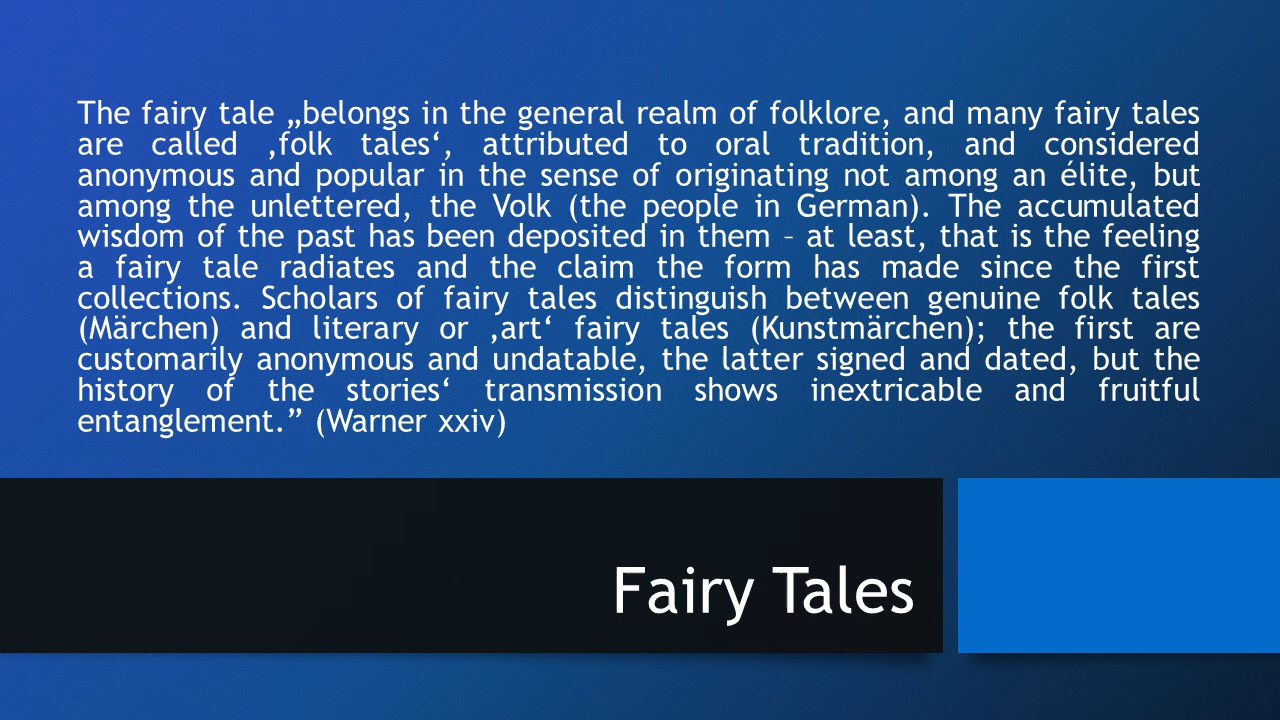 The fairy tale „belongs in the general realm of folklore, and many fairy tales
are called ‚folk tales‘, attributed to oral tradition, and considered
anonymous and popular in the sense of originating not among an élite, but
among the unlettered, the Volk (the people in German). The accumulated
wisdom of the past has been deposited in them – at least, that is the feeling
a fairy tale radiates and the claim the form has made since the first
collections. Scholars of fairy tales distinguish between genuine folk tales
(Märchen) and literary or ‚art‘ fairy tales (Kunstmärchen); the first are
customarily anonymous and undatable, the latter signed and dated, but the
history of the stories‘ transmission shows inextricable and fruitful
entanglement.” (Warner xxiv)
Fairy Tales